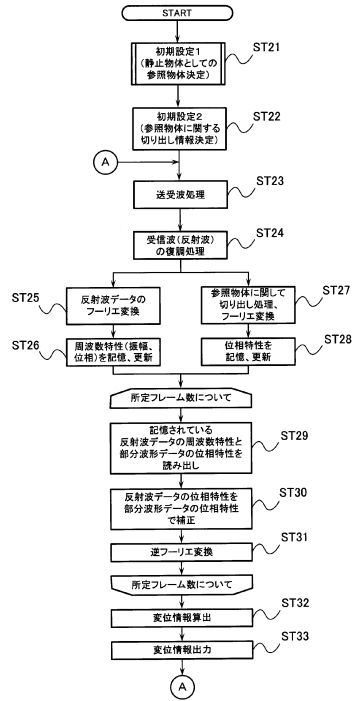 START
初期設定1
(静止物体としての
参照物体決定)
ST21
初期設定2
(参照物体に関する
切り出し情報決定)
ST22
A
送受波処理
ST23
受信波(反射波)
の復調処理
ST24
ST25
反射波データの
フーリエ変換
参照物体に関して
切り出し処理、
フーリエ変換
ST27
ST26
周波数特性(振幅、
位相)を記憶、更新
位相特性を
記憶、更新
ST28
所定フレーム数について
記憶されている
反射波データの周波数特性と
部分波形データの位相特性を
読み出し
ST29
反射波データの位相特性を
部分波形データの位相特性
で補正
ST30
逆フーリエ変換
ST31
所定フレーム数について
変位情報算出
ST32
変位情報出力
ST33
A